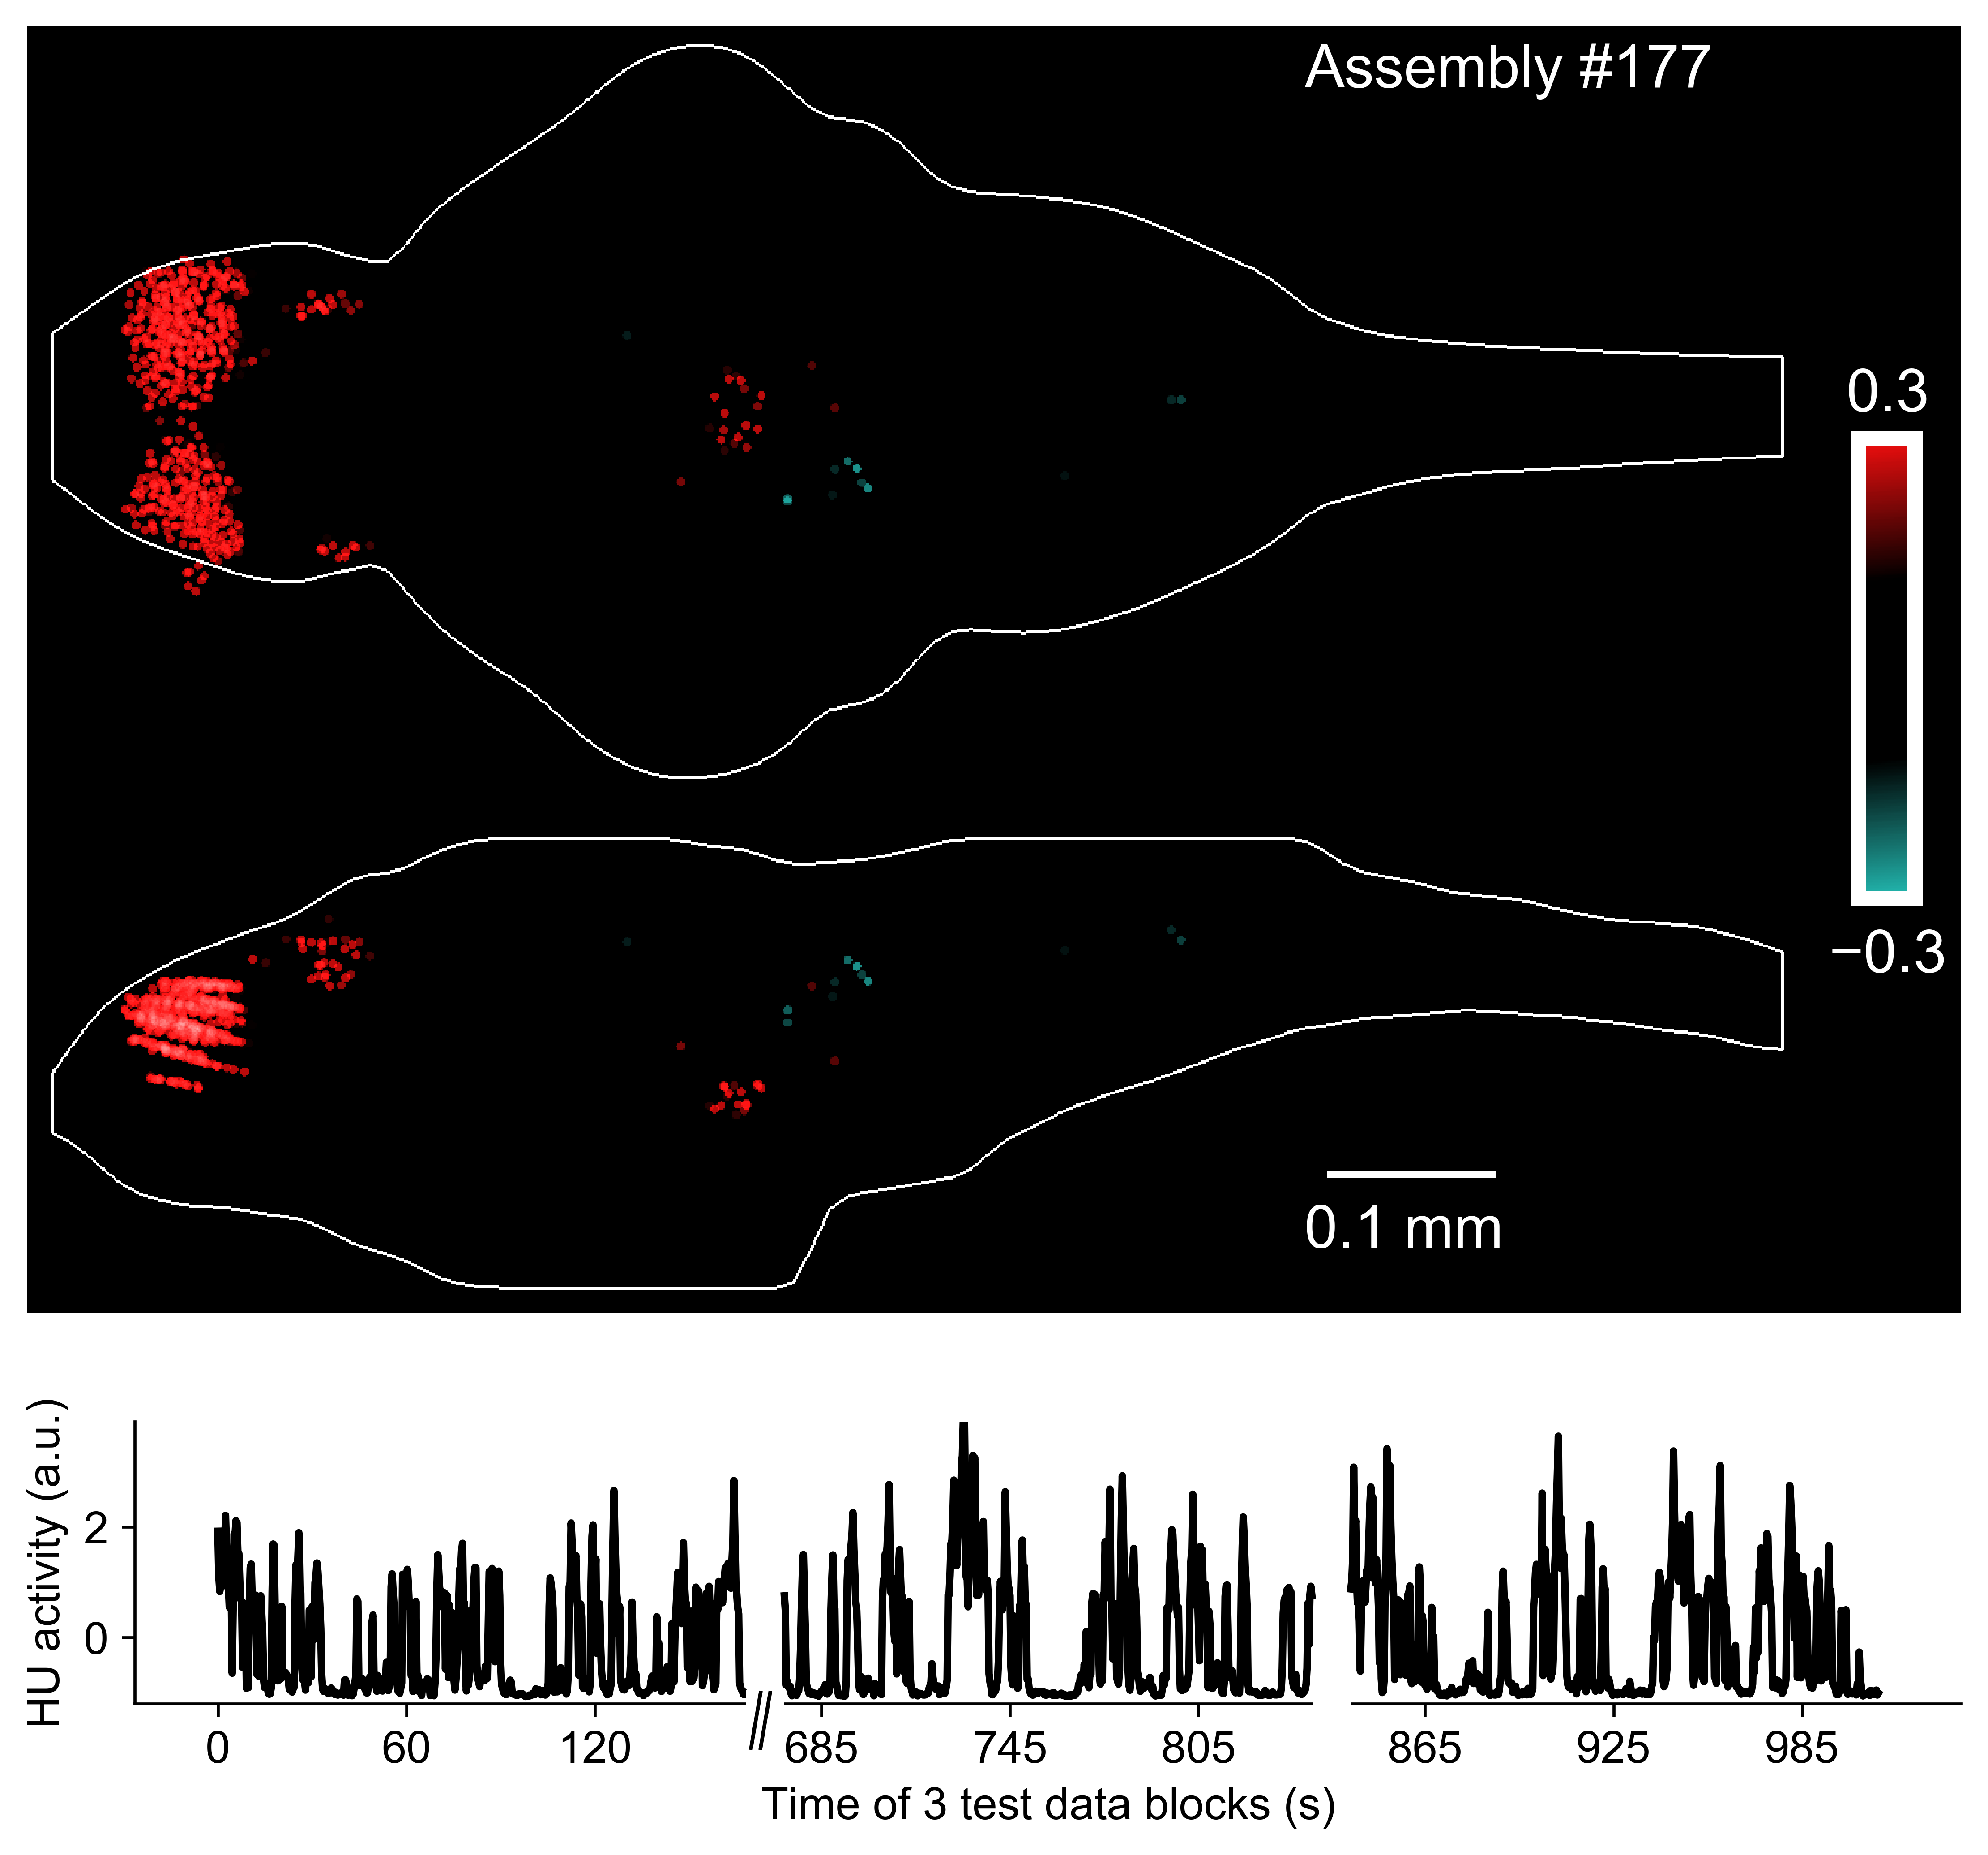 Assembly #177
0.3
−0.3
0.1 mm
HU activity (a.u.)
2
0
0 60 120 685 745 805 865 925 985
Time of 3 test data blocks (s)